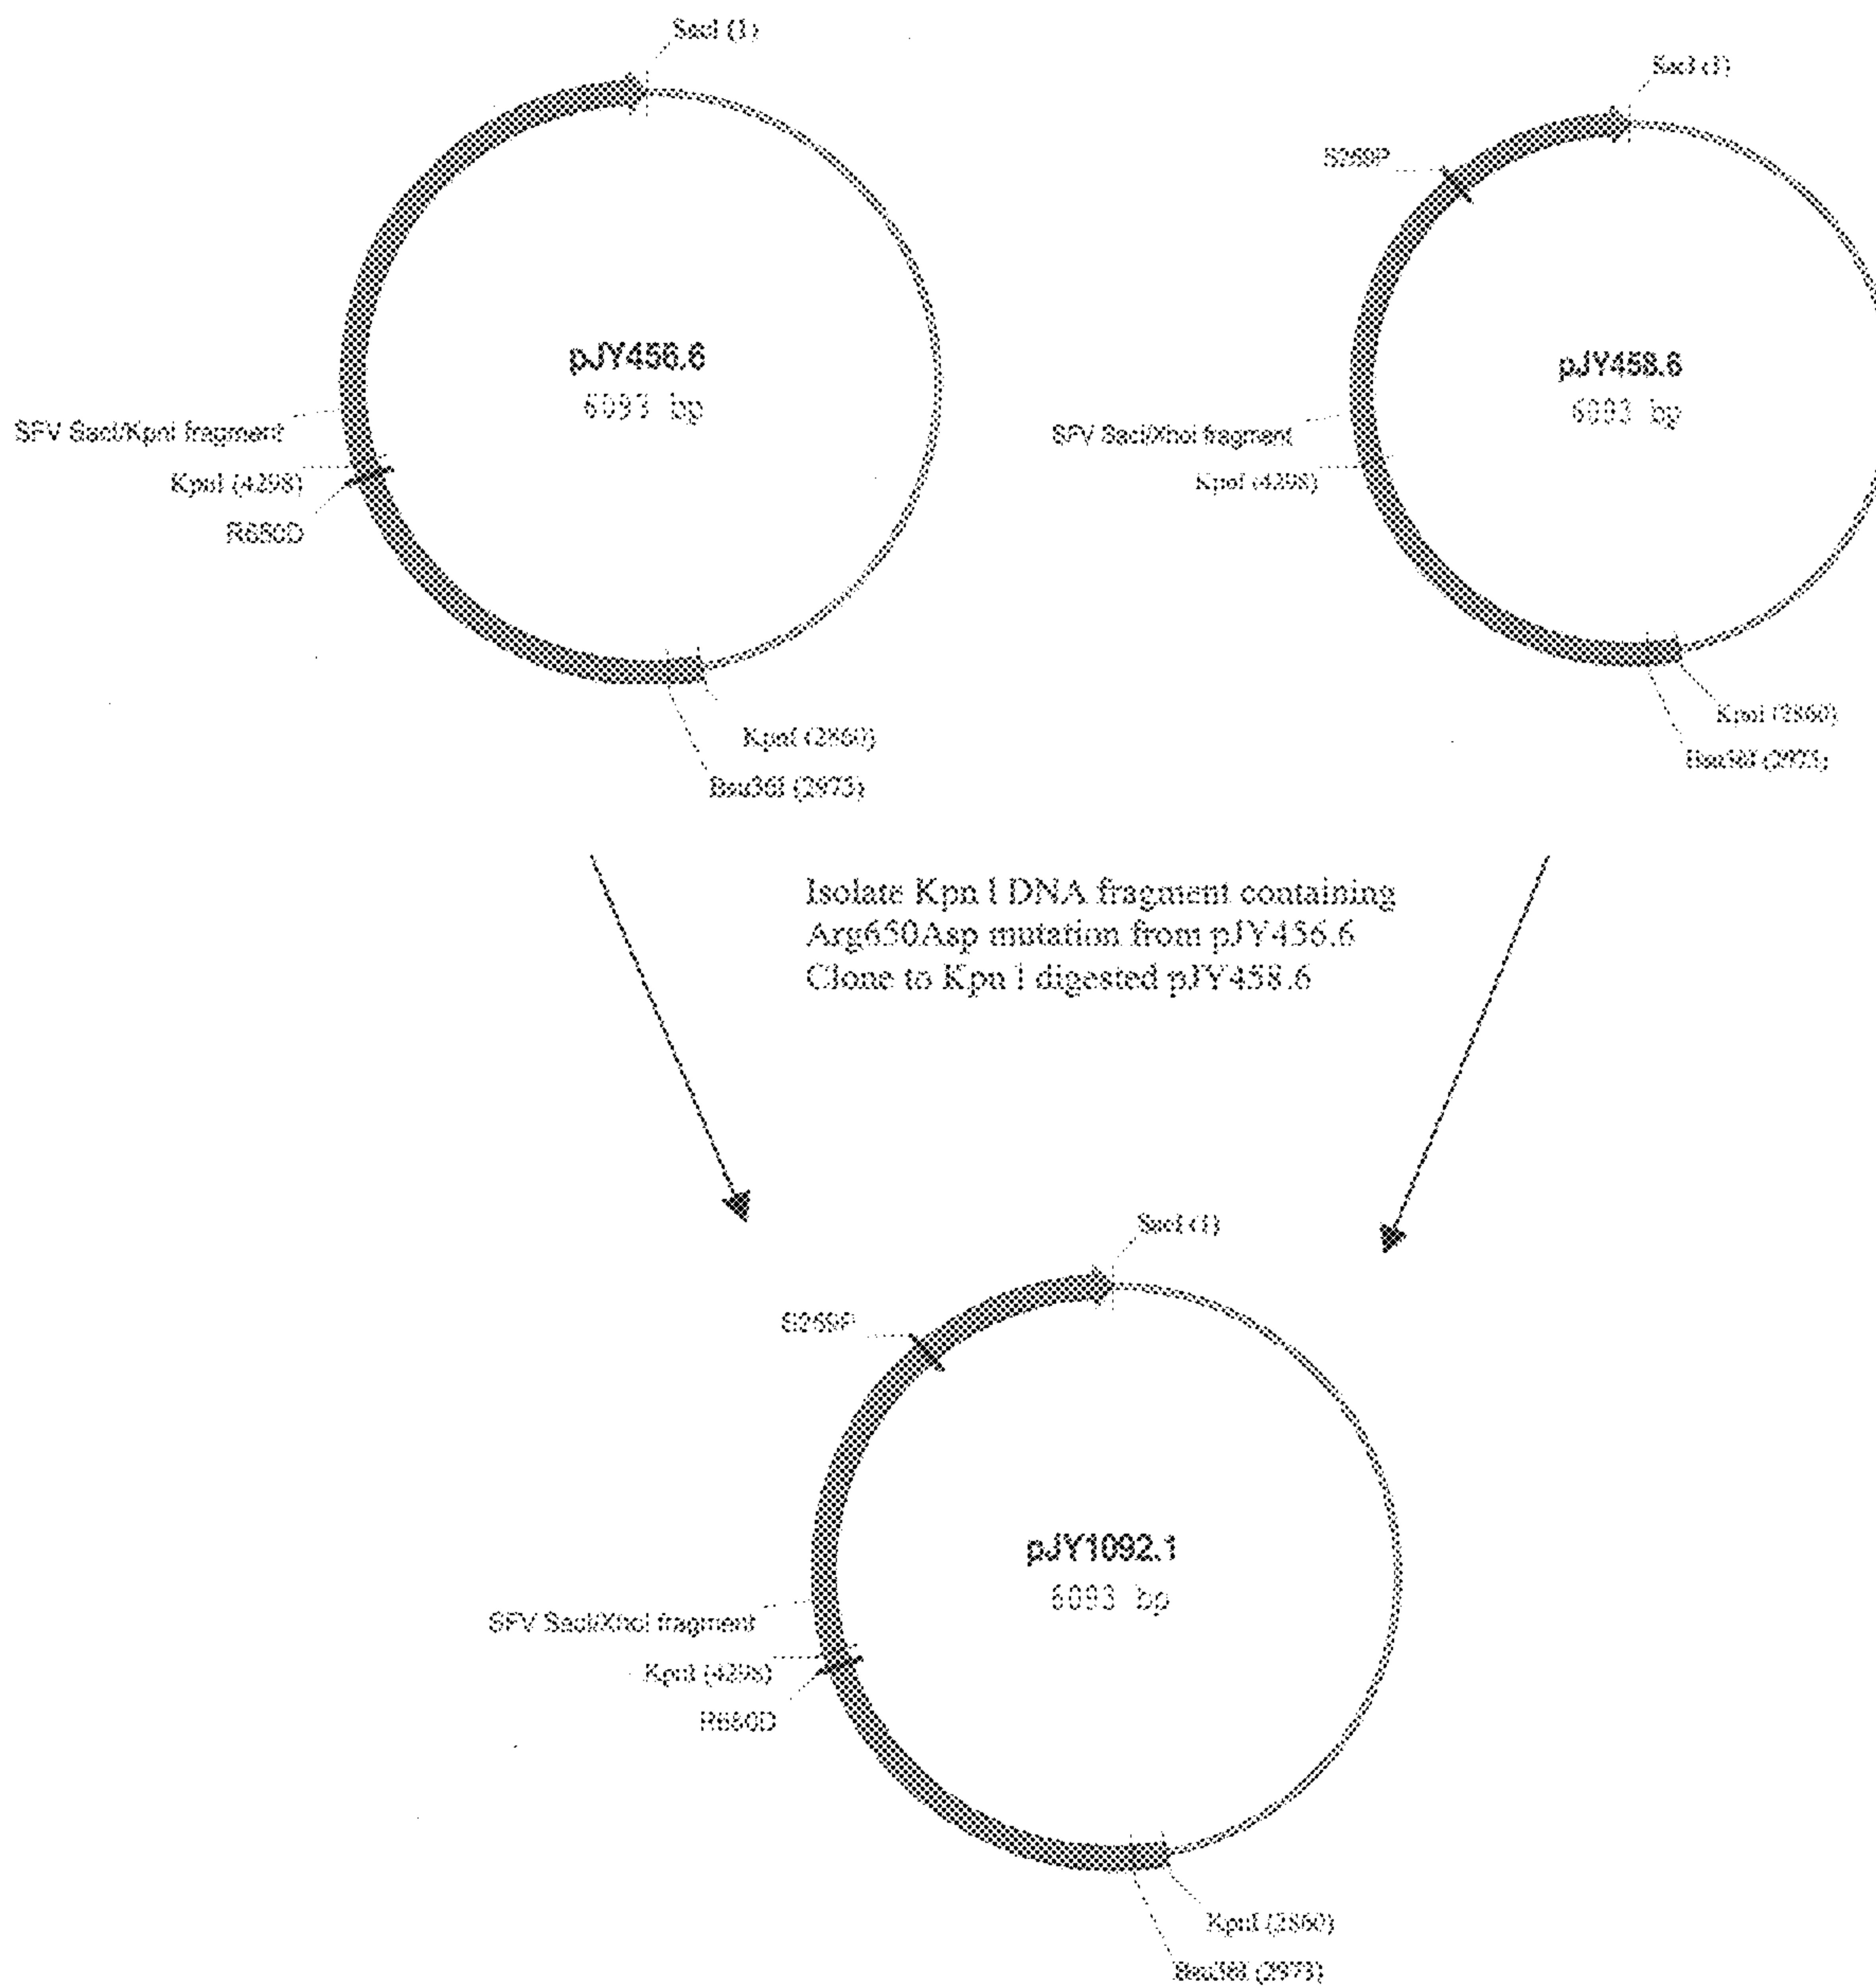 SacI (1)
pJY456.6
6093 bp
SFV SacI/KpnI fragment
KpnI (4298)
R650D
KpnI (2860)
Bsu36I (2973)
SacI (1)
S259P
pJY458.6
6093 bp
SFV SacI/XhoI fragment
KpnI (4298)
KpnI (2860)
Bsu36I (2973)
Isolate Kpn I DNA fragment containing
Arg650Asp mutation from pJY456.6
Clone to Kpn I digested pJY458.6
SacI (1)
S259P
pJY1092.1
6093 bp
SFV SacI/XhoI fragment
KpnI (4298)
R650D
KpnI (2860)
Bsu36I (2973)